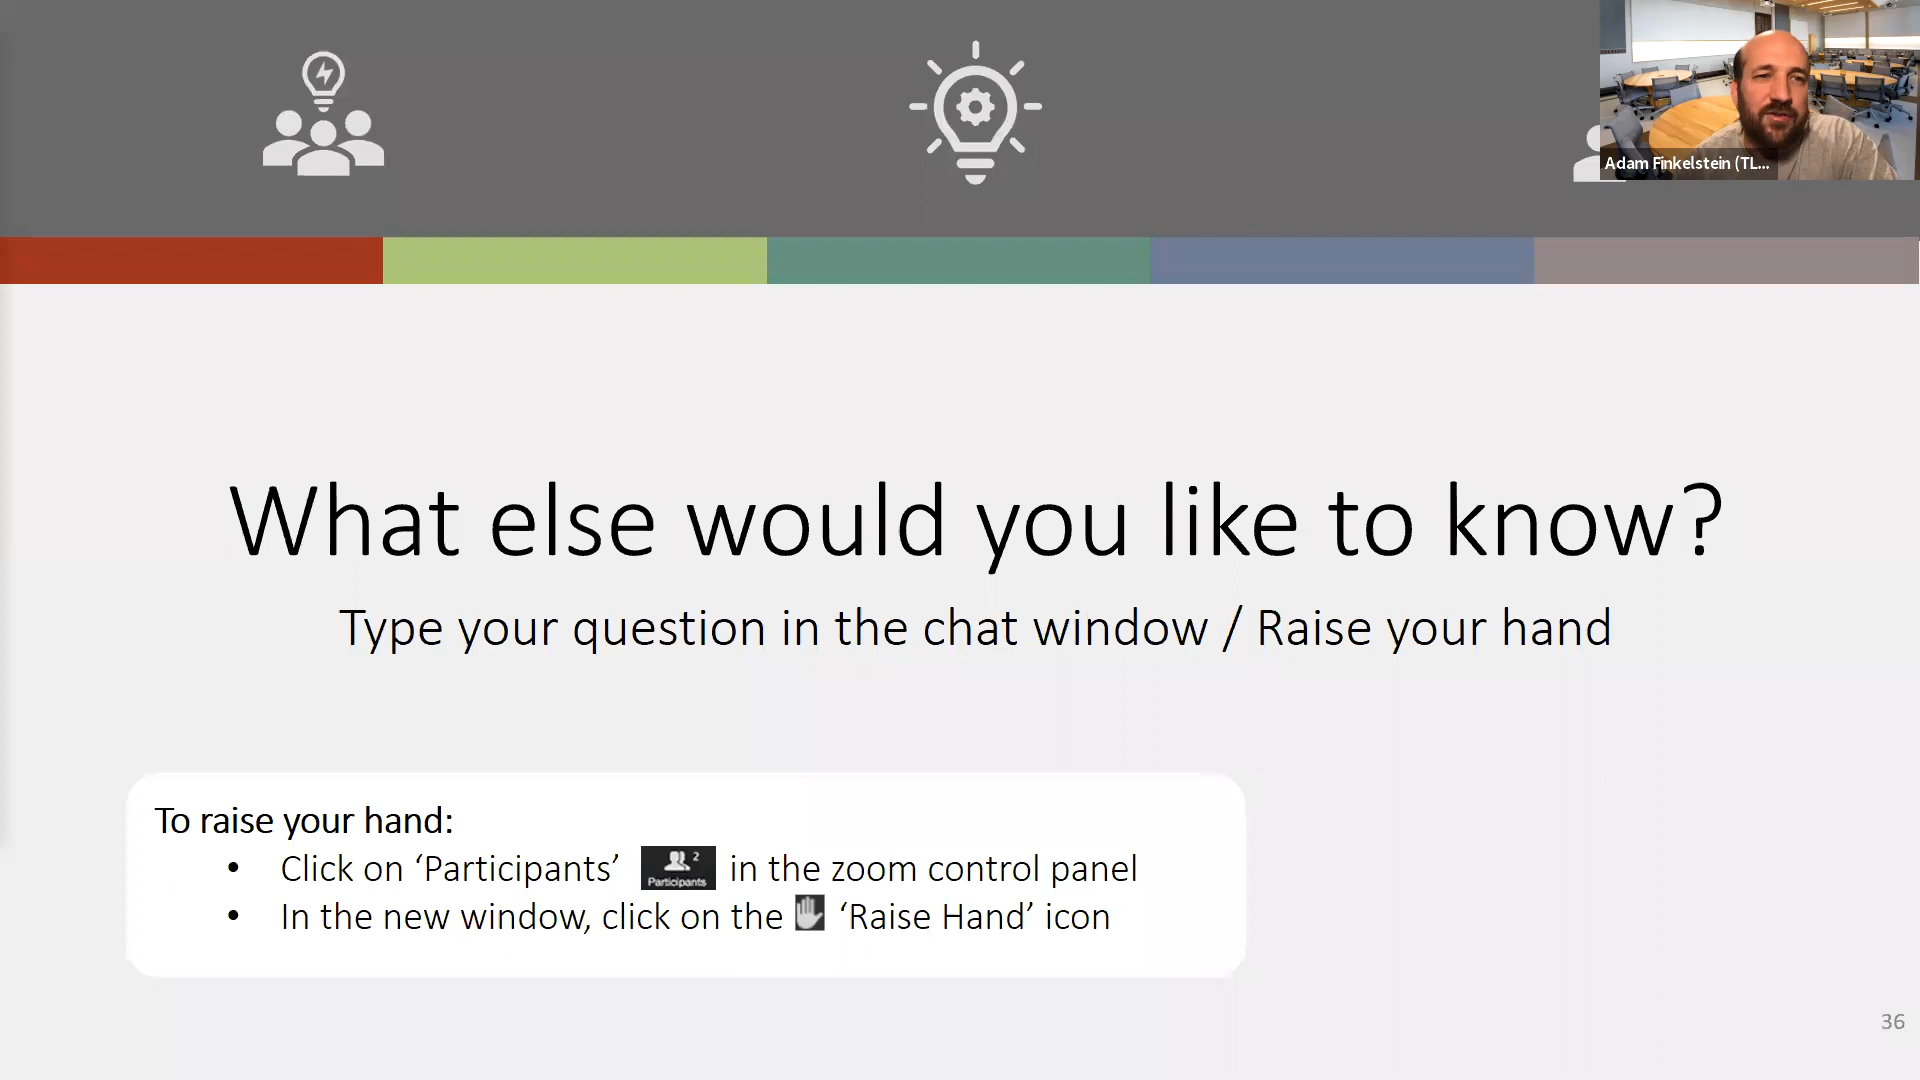 Adam Finkelstein (TL...
What else would you like to know?
Type your question in the chat window / Raise your hand
To raise your hand:
• Click on ‘Participants’ 2 Participants in the zoom control panel
• In the new window, click on the ‘Raise Hand’ icon
36